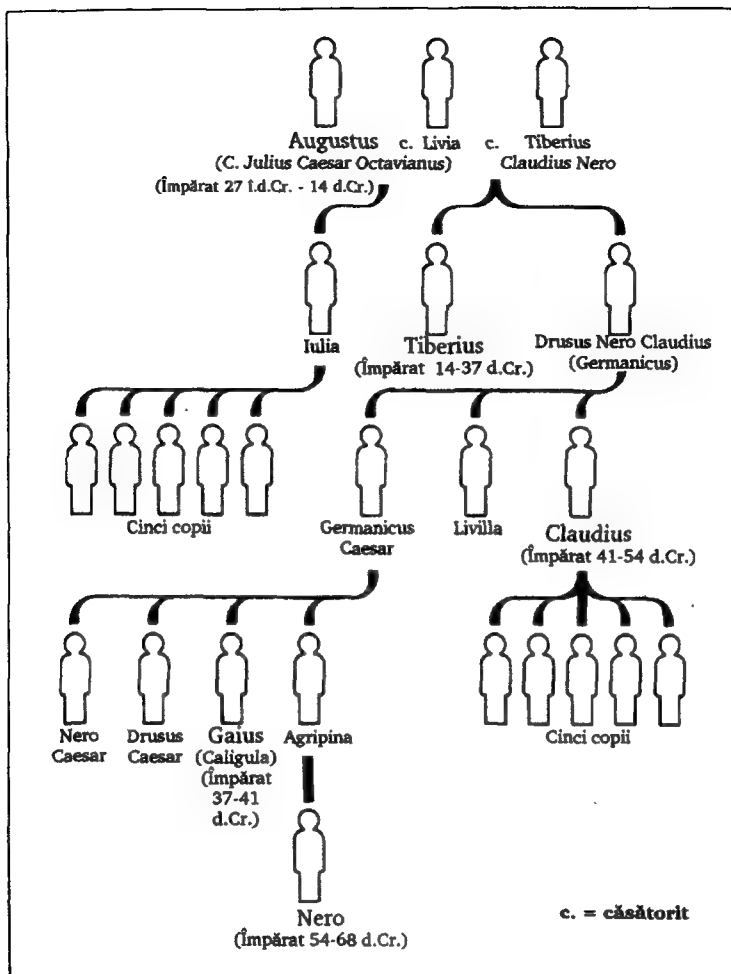 Augustus c. Livia c. Tiberius
(C. Julius Caesar Octavianus) Claudius Nero
(Împărat 27 î.d.Cr. - 14 d.Cr.)
Iulia
Tiberius
(Împărat 14-37 d.Cr.)
Drusus Nero Claudius
(Germanicus)
Cinci copii
Germanicus
Caesar
Livilla
Claudius
(Împărat 41-54 d.Cr.)
Nero
Caesar
Drusus
Caesar
Gaius
(Caligula)
(Împărat
37-41
d.Cr.)
Agripina
Cinci copii
Nero
(Împărat 54-68 d.Cr.)
c. = căsătorit